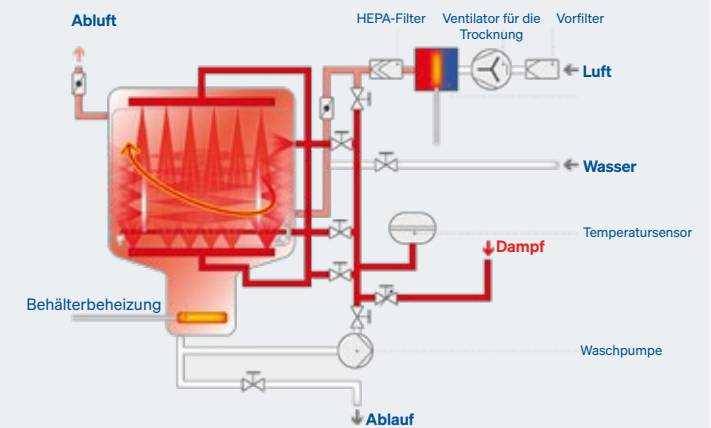 Abluft
HEPA-Filter
Ventilator für die
Trocknung
Vorfilter
Luft
Wasser
Temperatursensor
Dampf
Behälterbeheizung
Waschpumpe
Ablauf